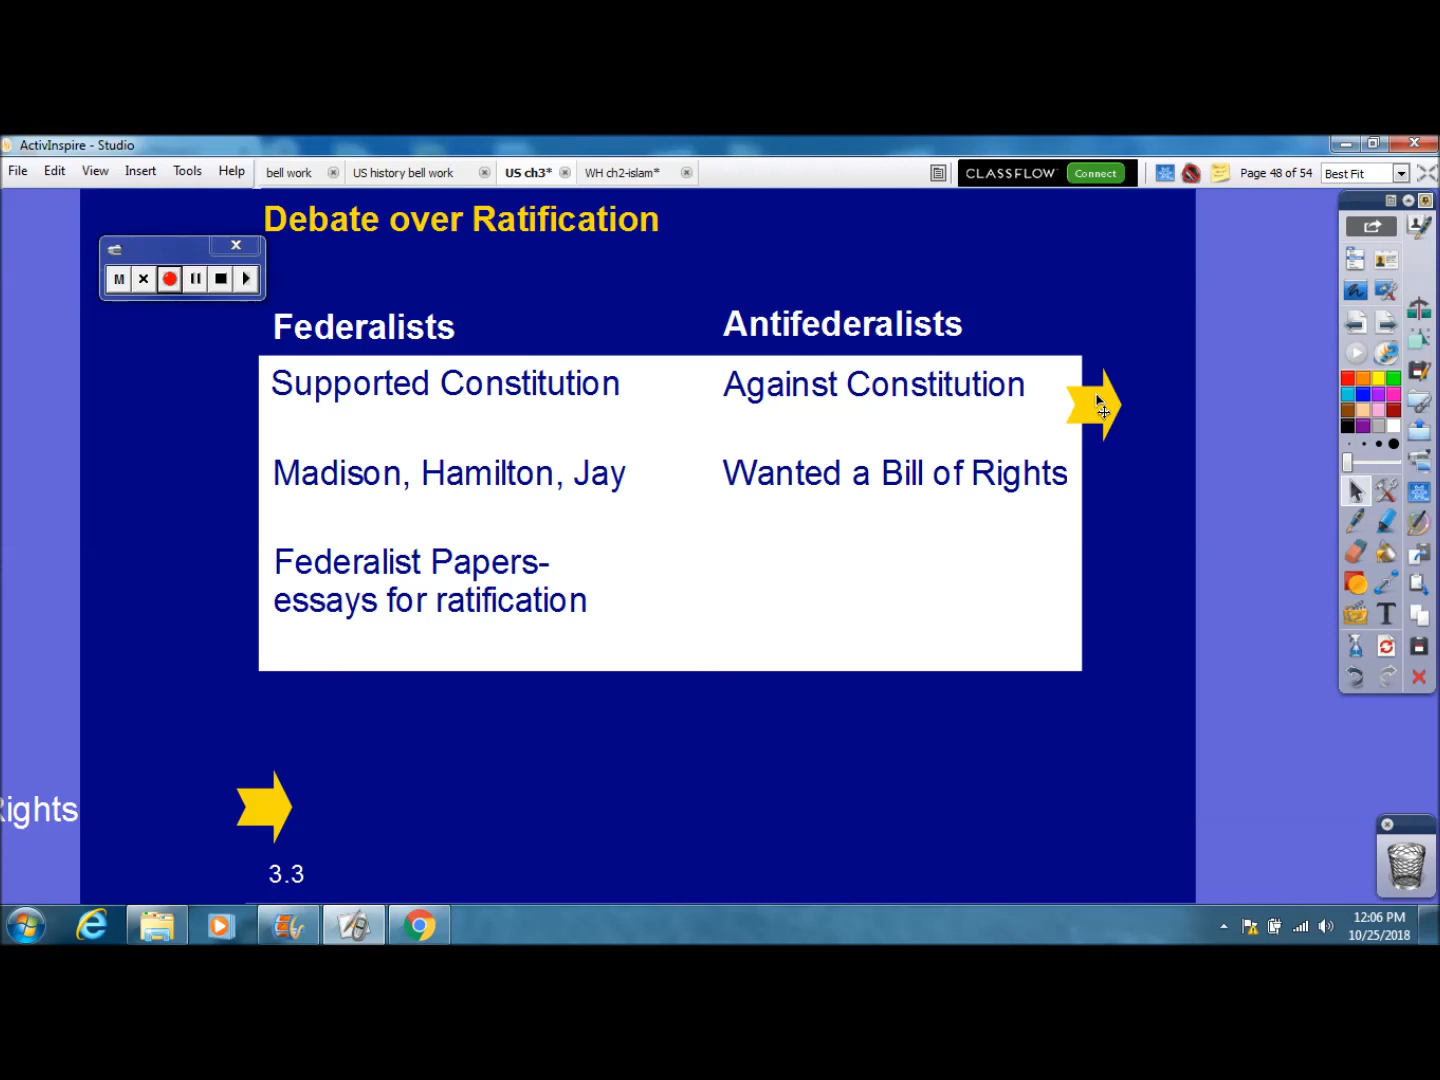 ActivInspire - Studio
File Edit View Insert Tools Help
bell work
US history bell work
US ch3*
WH ch2-islam*
CLASSFLOW Connect
Page 48 of 54
Best Fit
Debate over Ratification
M
Federalists
Antifederalists
Supported Constitution
Against Constitution
Madison, Hamilton, Jay
Wanted a Bill of Rights
Federalist Papers-
essays for ratification
Rights
3.3
T
12:06 PM
10/25/2018